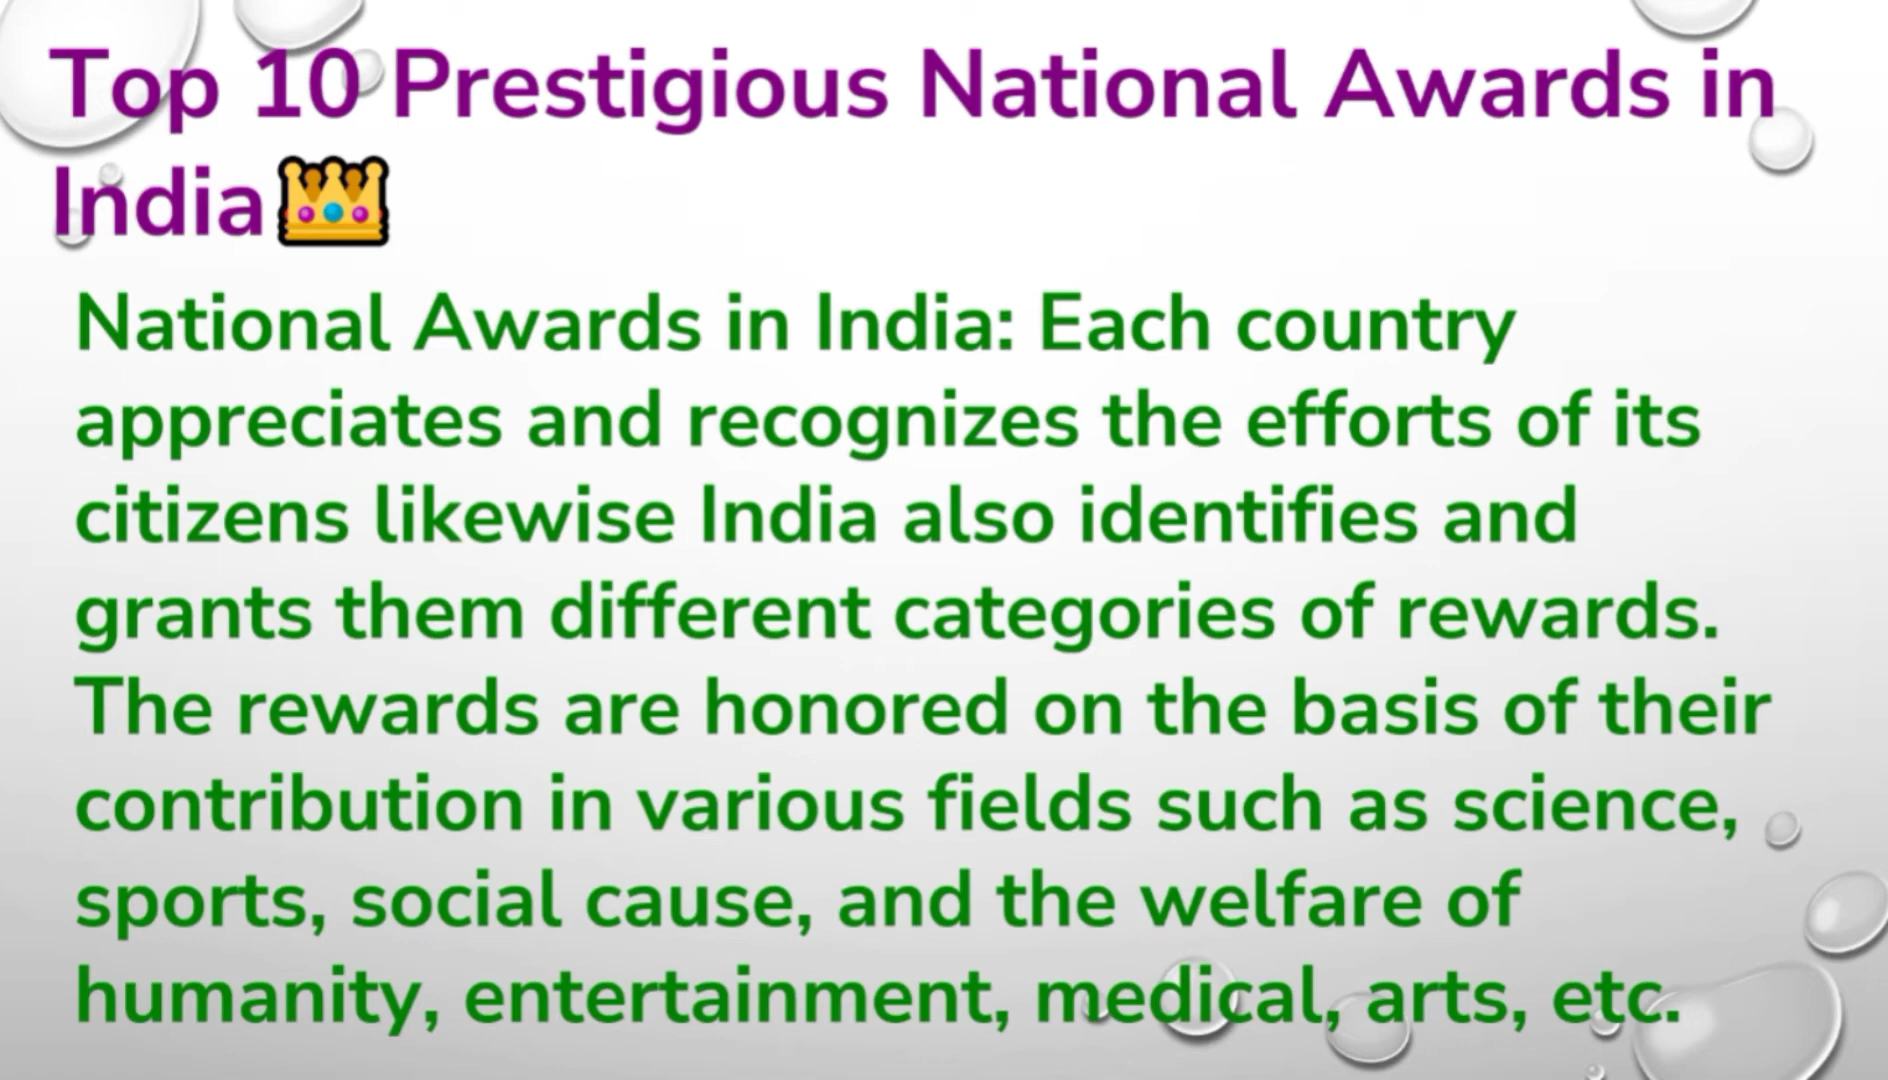 Top 10 Prestigious National Awards in
India👑
National Awards in India: Each country
appreciates and recognizes the efforts of its
citizens likewise India also identifies and
grants them different categories of rewards.
The rewards are honored on the basis of their
contribution in various fields such as science,
sports, social cause, and the welfare of
humanity, entertainment, medical, arts, etc.